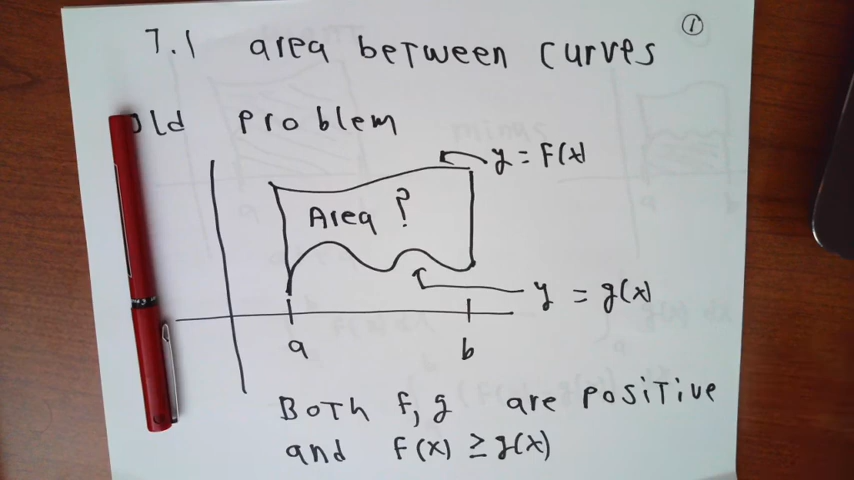 ①
7.1 area between curves
Old problem
y = F(x)
Area ?
y = g(x)
a
b
Both f, g are positive
and F(x) ≥ g(x)